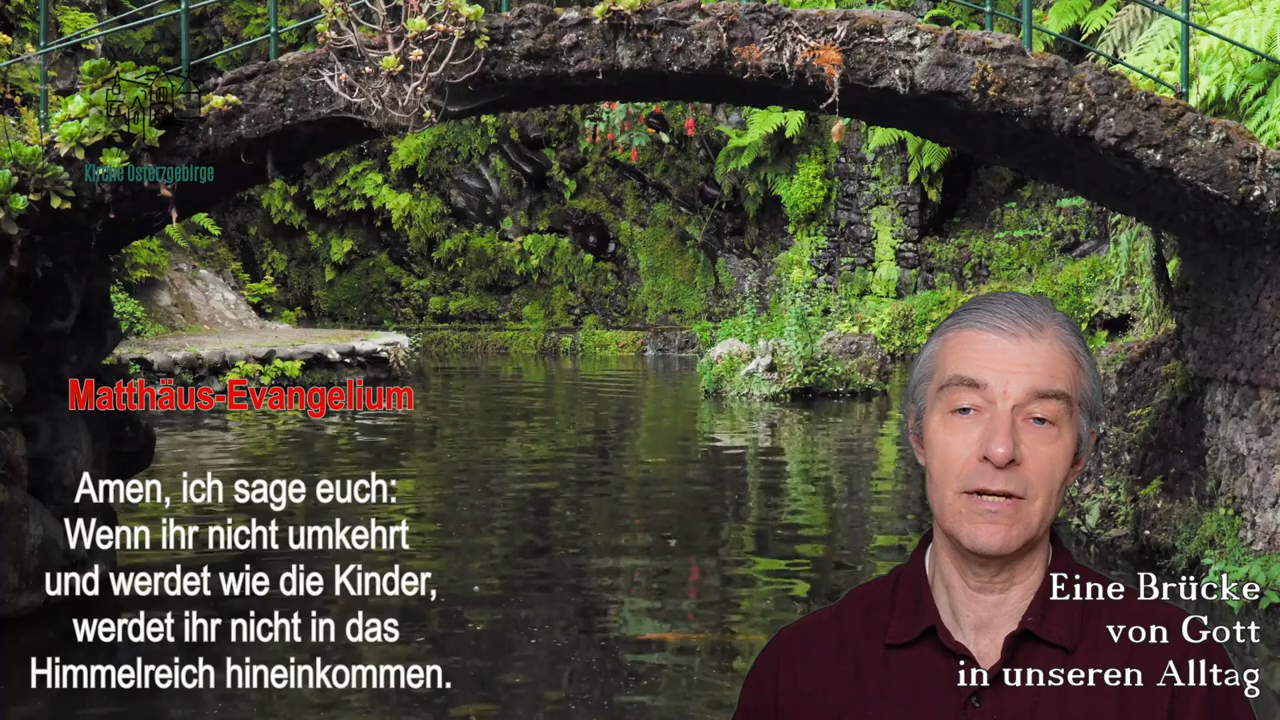 Kirche Osterzgebirge
Matthäus-Evangelium
Amen, ich sage euch:
Wenn ihr nicht umkehrt
und werdet wie die Kinder,
werdet ihr nicht in das
Himmelreich hineinkommen.
Eine Brücke
von Gott
in unseren Alltag